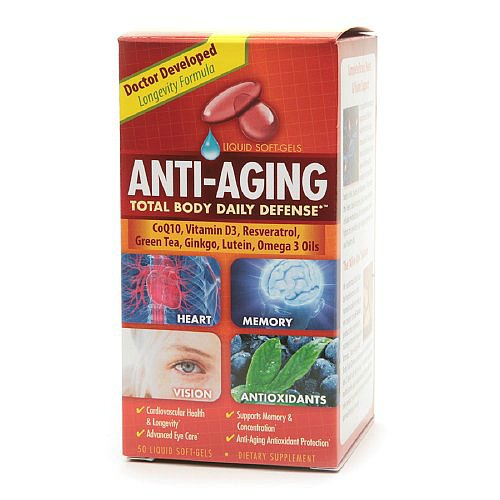 Doctor Developed
Longevity Formula
LIQUID SOFT-GELS
ANTI-AGING
TOTAL BODY DAILY DEFENSE*™
CoQ10, Vitamin D3, Resveratrol,
Green Tea, Ginkgo, Lutein, Omega 3 Oils
HEART
MEMORY
VISION
ANTIOXIDANTS
✓ Cardiovascular Health
& Longevity*
✓ Advanced Eye Care*
✓ Supports Memory &
Concentration*
✓ Anti-Aging Antioxidant Protection*
50 LIQUID SOFT-GELS • DIETARY SUPPLEMENT